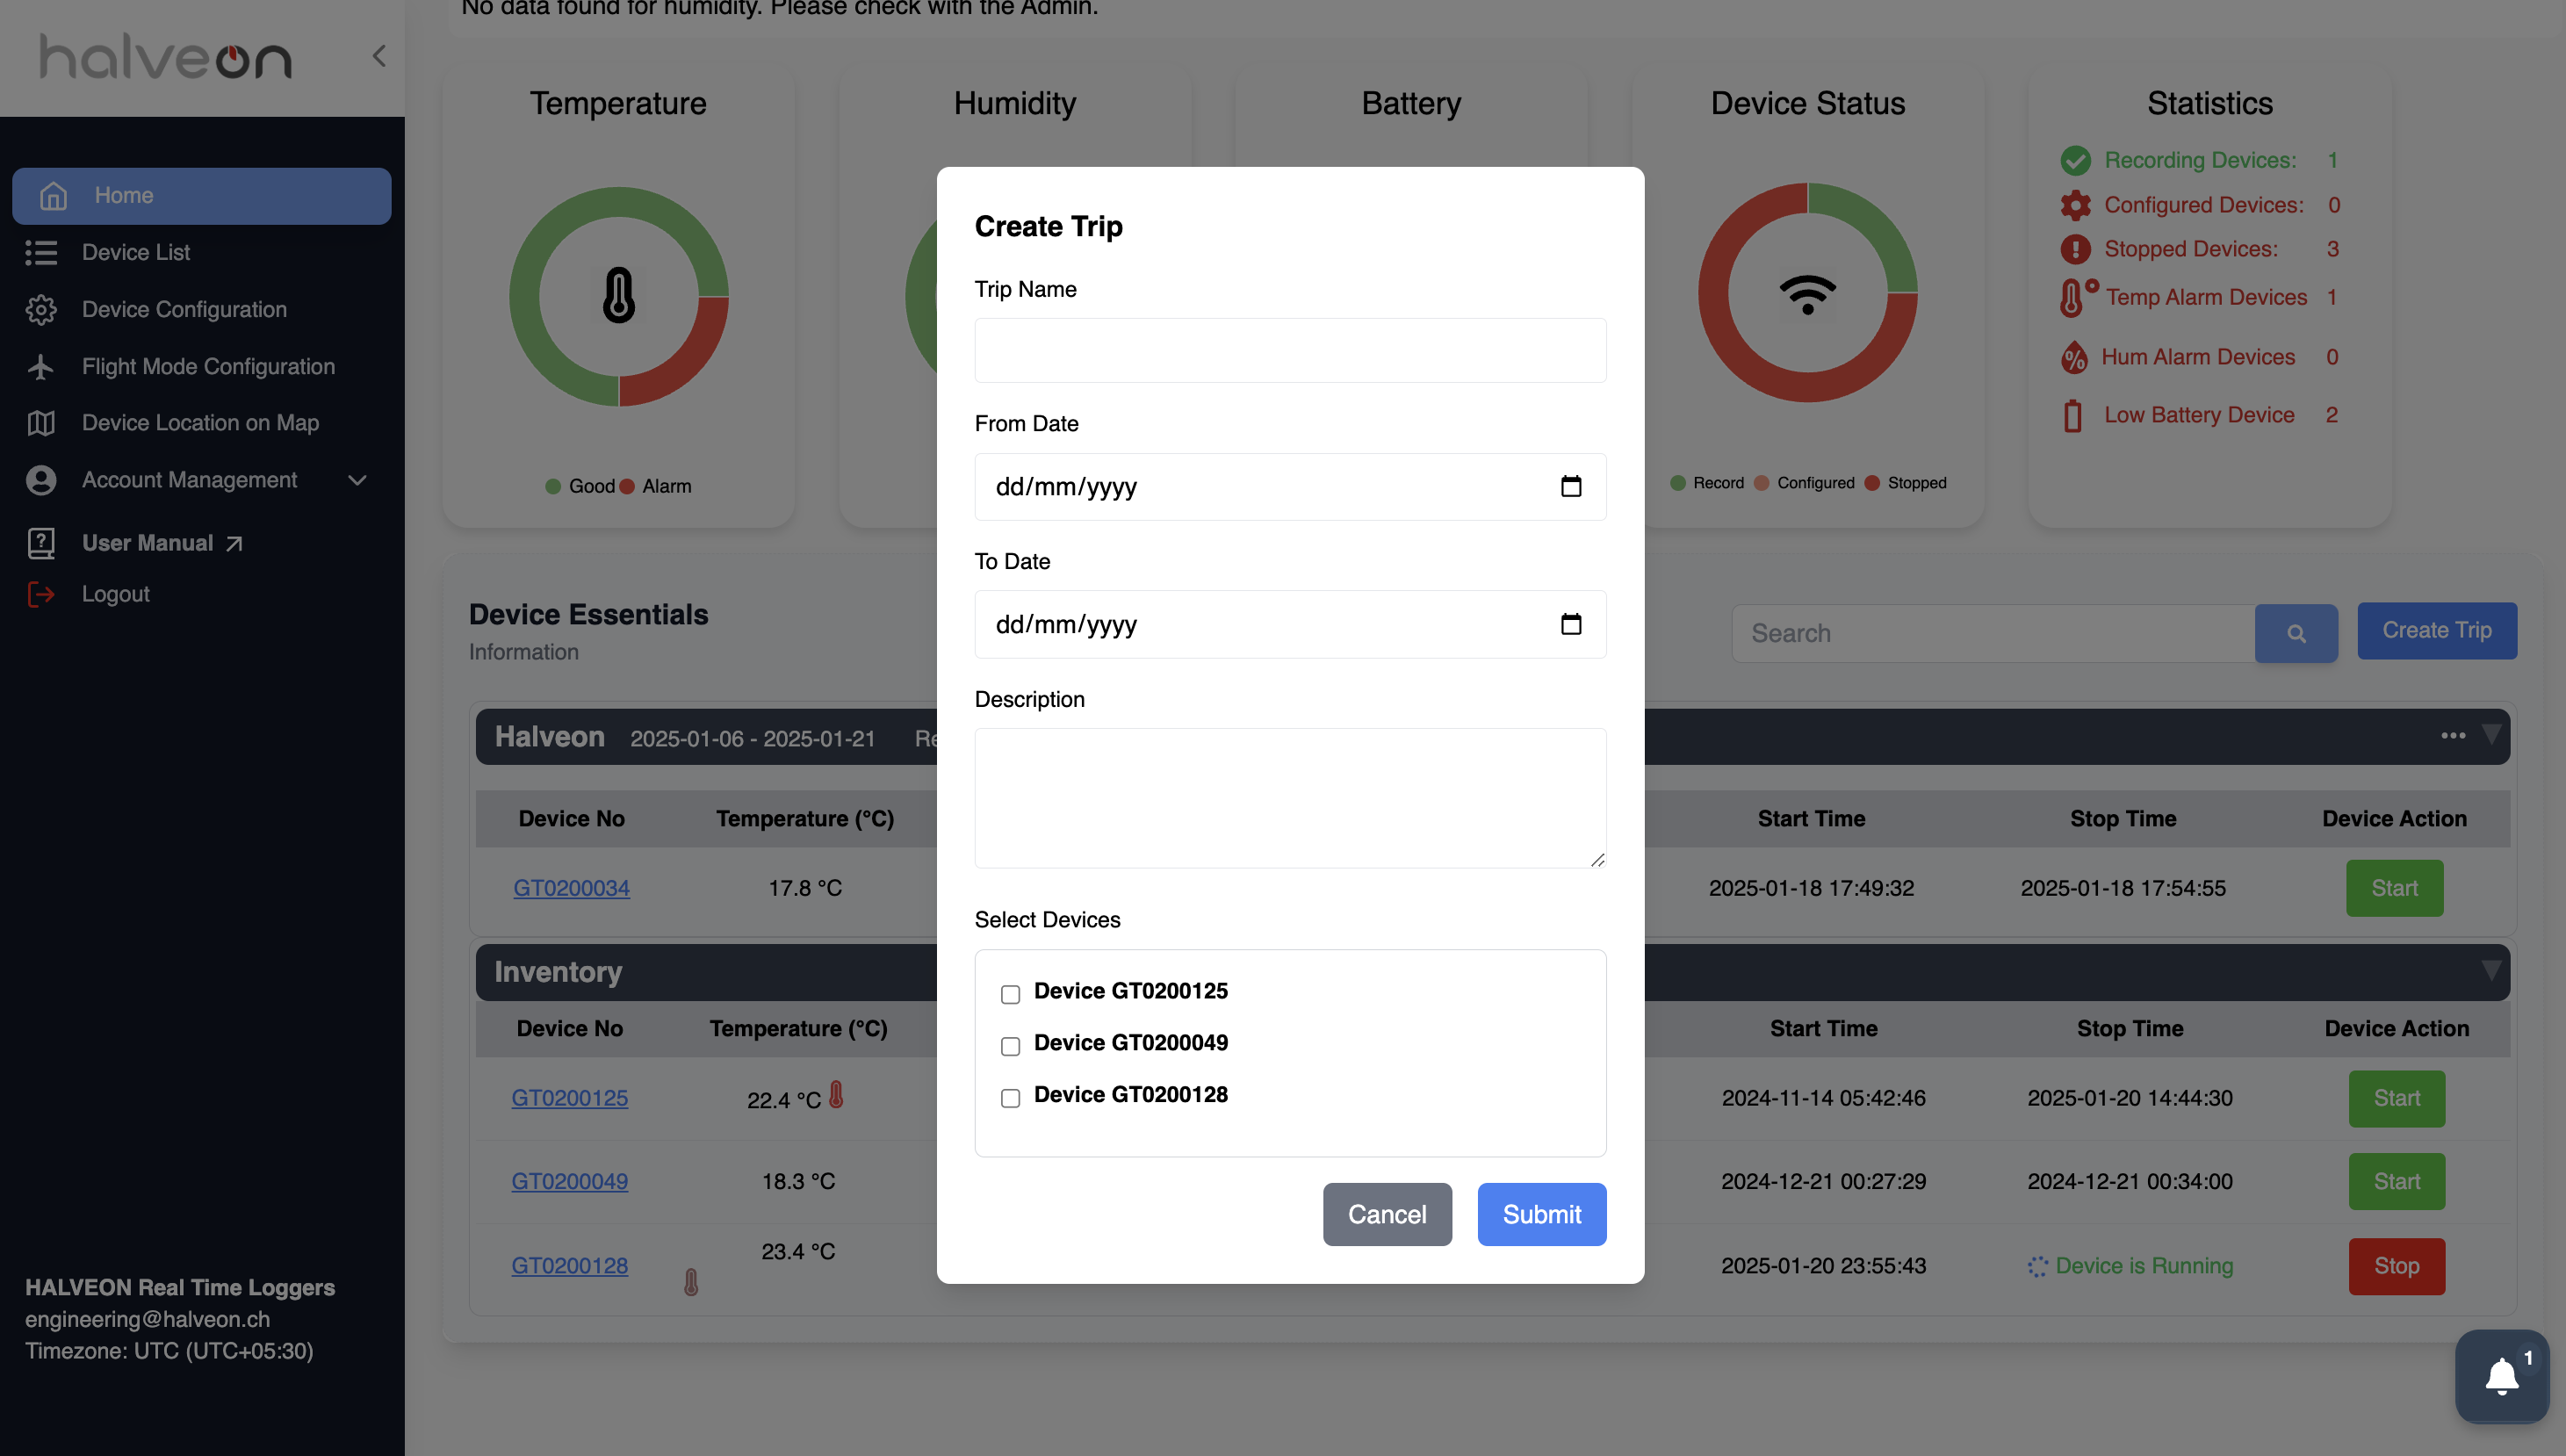 No data found for humidity. Please check with the Admin.
halveon
Home
Device List
Device Configuration
Flight Mode Configuration
Device Location on Map
Account Management
User Manual
Logout
HALVEON Real Time Loggers
engineering@halveon.ch
Timezone: UTC (UTC+05:30)
Temperature
Good Alarm
Humidity
Battery
Device Status
Record Configured Stopped
Statistics
Recording Devices: 1
Configured Devices: 0
Stopped Devices: 3
Temp Alarm Devices 1
% Hum Alarm Devices 0
Low Battery Device 2
Device Essentials
Information
Search
Create Trip
Halveon 2025-01-06 - 2025-01-21 Re
Device No Temperature (°C) Start Time Stop Time Device Action
GT0200034 17.8 °C 2025-01-18 17:49:32 2025-01-18 17:54:55 Start
Inventory
Device No Temperature (°C) Start Time Stop Time Device Action
GT0200125 22.4 °C 2024-11-14 05:42:46 2025-01-20 14:44:30 Start
GT0200049 18.3 °C 2024-12-21 00:27:29 2024-12-21 00:34:00 Start
GT0200128 23.4 °C 2025-01-20 23:55:43 Device is Running Stop
Create Trip
Trip Name
From Date
dd/mm/yyyy
To Date
dd/mm/yyyy
Description
Select Devices
Device GT0200125
Device GT0200049
Device GT0200128
Cancel Submit
1